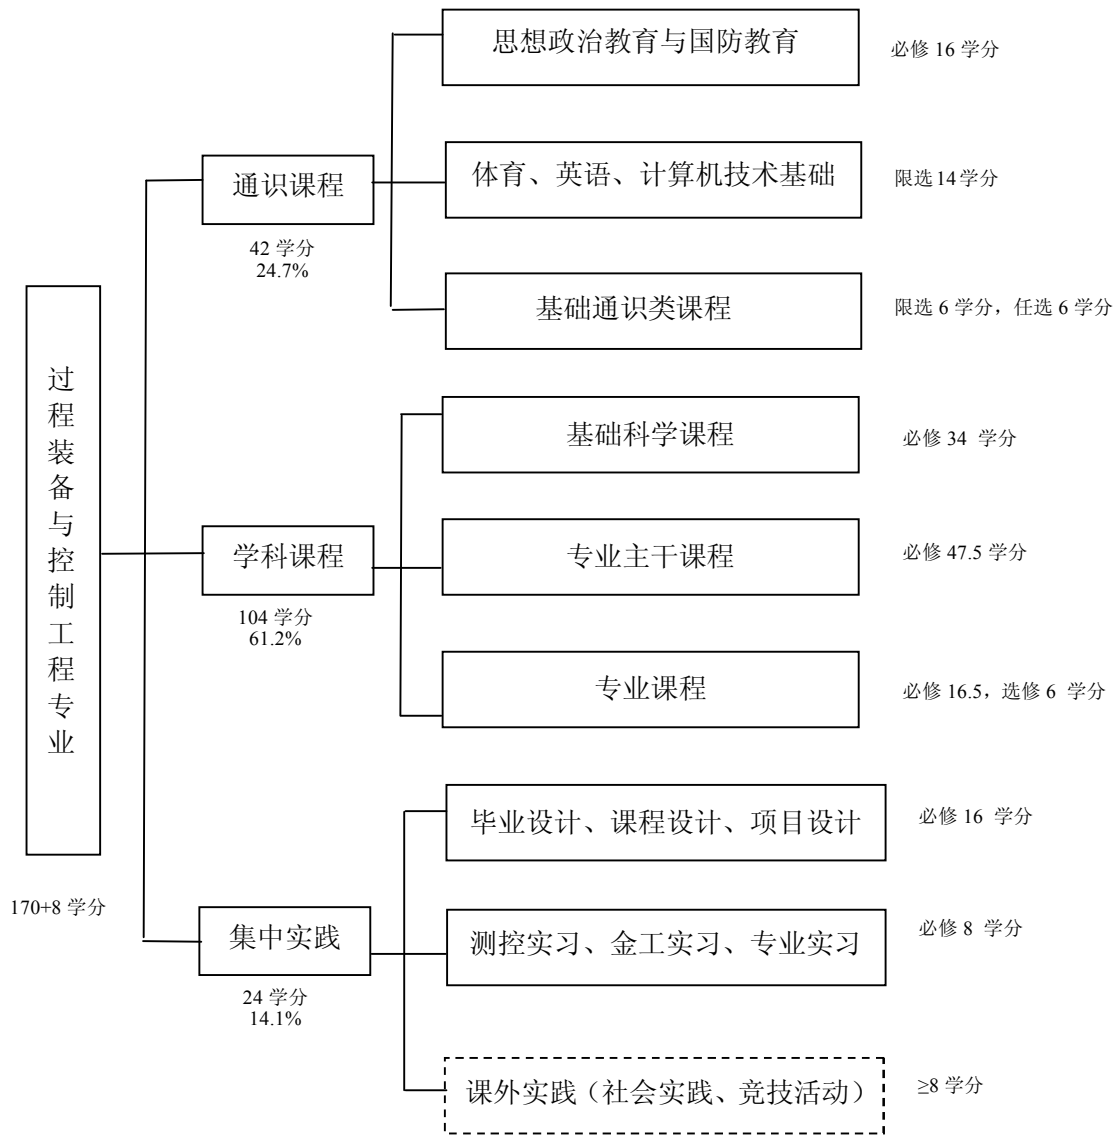 过程装备与控制工程专业
170+8 学分
通识课程
42 学分
24.7%
思想政治教育与国防教育
必修 16 学分
体育、英语、计算机技术基础
限选 14 学分
基础通识类课程
限选 6 学分，任选 6 学分
学科课程
104 学分
61.2%
基础科学课程
必修 34 学分
专业主干课程
必修 47.5 学分
专业课程
必修 16.5，选修 6 学分
集中实践
24 学分
14.1%
毕业设计、课程设计、项目设计
必修 16 学分
测控实习、金工实习、专业实习
必修 8 学分
课外实践（社会实践、竞技活动）
≥8 学分